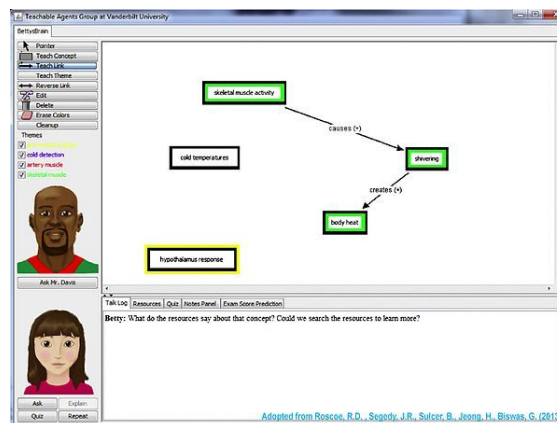 Teachable Agents Group at Vanderbilt University
BettysBrain
Pointer
Teach Concept
Teach Link
Teach Theme
Reverse Link
Edit
Delete
Erase Colors
Cleanup
Themes
cold detection
artery muscle
skeletal muscle
Ask Mr. Davis
Ask
Explain
Quiz
Repeat
skeletal muscle activity
causes (+)
cold temperatures
shivering
creates (+)
body heat
hypothalamus response
Talk Log
Resources
Quiz
Notes Panel
Exam Score Prediction
Betty: What do the resources say about that concept? Could we search the resources to learn more?
Adopted from Roscoe, R.D. , Segedy, J.R., Sulcer, B., Jeong, H., Biswas, G. (201